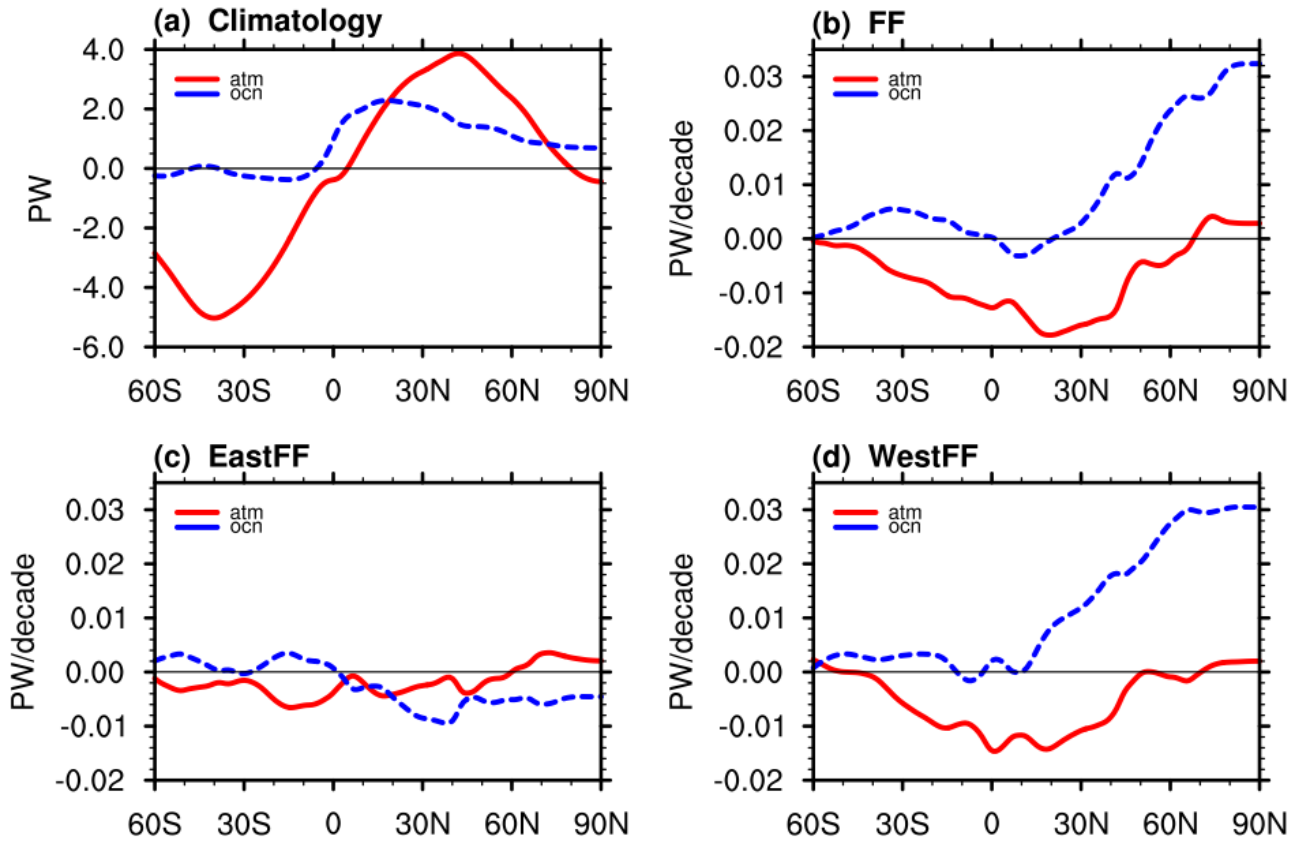 (a) Climatology
4.0
2.0
0.0
-2.0
-4.0
-6.0
PW
atm
ocn
60S 30S 0 30N 60N 90N
(b) FF
0.03
0.02
0.01
0.00
-0.01
-0.02
PW/decade
atm
ocn
60S 30S 0 30N 60N 90N
(c) EastFF
0.03
0.02
0.01
0.00
-0.01
-0.02
PW/decade
atm
ocn
60S 30S 0 30N 60N 90N
(d) WestFF
0.03
0.02
0.01
0.00
-0.01
-0.02
PW/decade
atm
ocn
60S 30S 0 30N 60N 90N